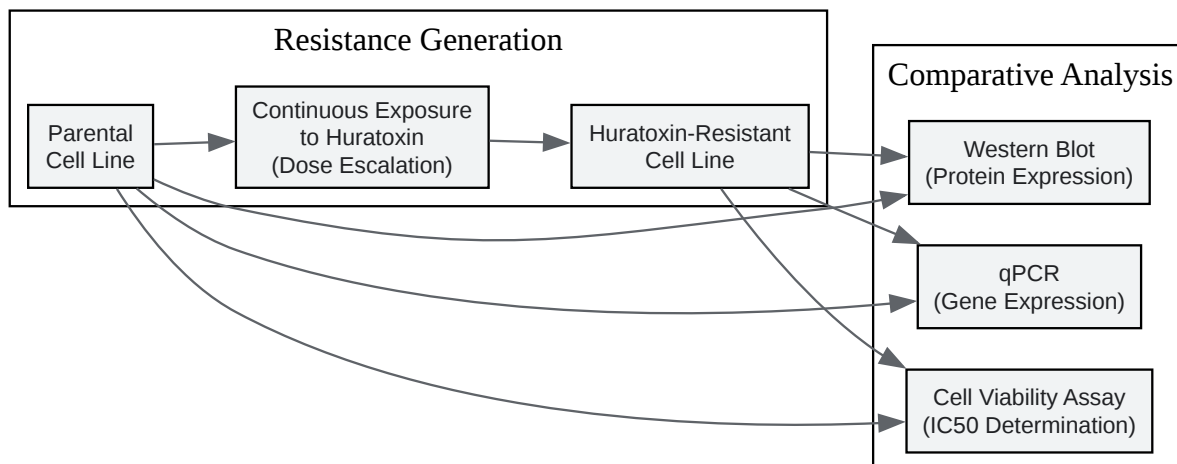 Resistance Generation
Parental
Cell Line
Continuous Exposure
to Huratoxin
(Dose Escalation)
Huratoxin-Resistant
Cell Line
Comparative Analysis
Western Blot
(Protein Expression)
qPCR
(Gene Expression)
Cell Viability Assay
(IC50 Determination)